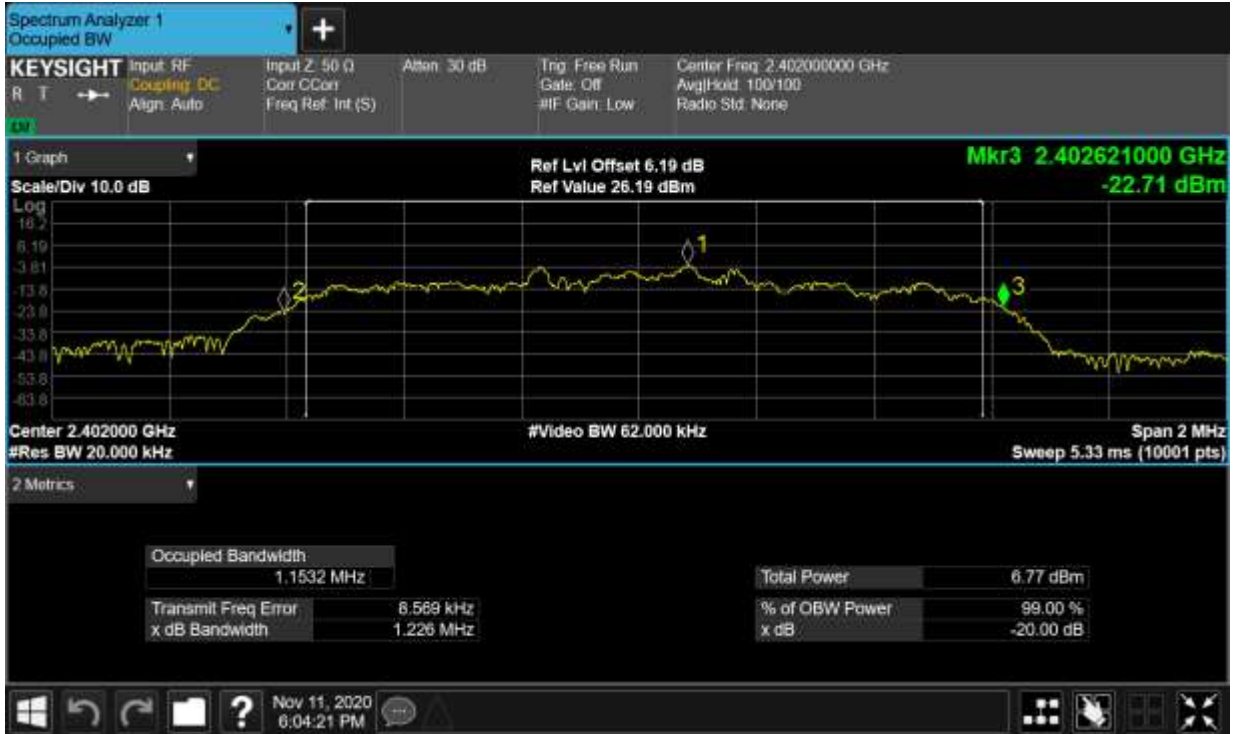 Spectrum Analyzer 1
Occupied BW
KEYSIGHT
R T
Input: RF
Coupling: DC
Align: Auto
Input Z: 50 Ω
Corr CCorr
Freq Ref: Int (S)
Atten: 30 dB
Trig: Free Run
Gate: Off
#IF Gain: Low
Center Freq: 2.402000000 GHz
Avg|Hold: 100/100
Radio Std: None
1 Graph
Scale/Div 10.0 dB
Ref Lvl Offset 6.19 dB
Ref Value 26.19 dBm
Mkr3 2.402621000 GHz
-22.71 dBm
Log
16.2
6.19
-3.81
-13.8
-23.8
-33.8
-43.8
-53.8
-63.8
1
2
3
Center 2.402000 GHz
#Video BW 62.000 kHz
Span 2 MHz
#Res BW 20.000 kHz
Sweep 5.33 ms (10001 pts)
2 Metrics
Occupied Bandwidth
1.1532 MHz
Total Power 6.77 dBm
Transmit Freq Error 8.569 kHz
% of OBW Power 99.00 %
x dB Bandwidth 1.226 MHz
x dB -20.00 dB
?
Nov 11, 2020
6:04:21 PM